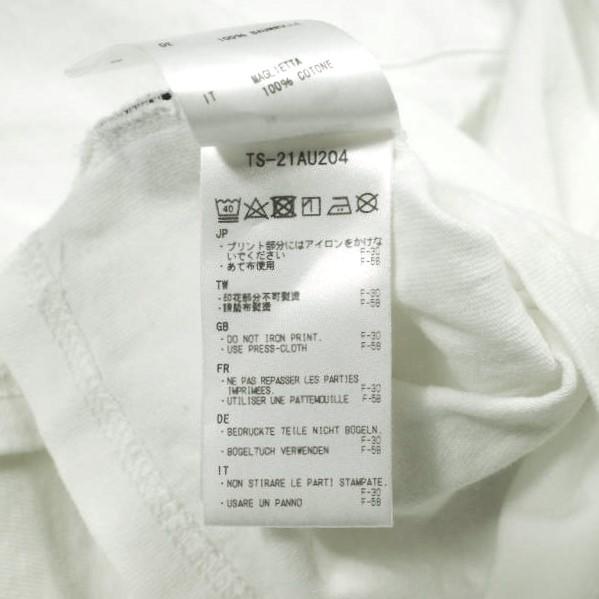 DE
100% BAUMWOLLE
IT
MAGLIETTA
100% COTONE
TS-21AU204
40
JP
・プリント部分にはアイロンをかけな
いでください F-30
・あて布使用 F-58
TW
・印花部分不可熨燙 F-30
・請墊布熨燙 F-58
GB
・DO NOT IRON PRINT. F-30
・USE PRESS-CLOTH F-58
FR
・NE PAS REPASSER LES PARTIES
IMPRIMEES. F-30
・UTILISER UNE PATTEMOUILLE F-58
DE
・BEDRUCKTE TEILE NICHT BÜGELN.
F-30
・BÜGELTUCH VERWENDEN F-58
IT
・NON STIRARE LE PARTI STAMPATE.
F-30
・USARE UN PANNO F-58